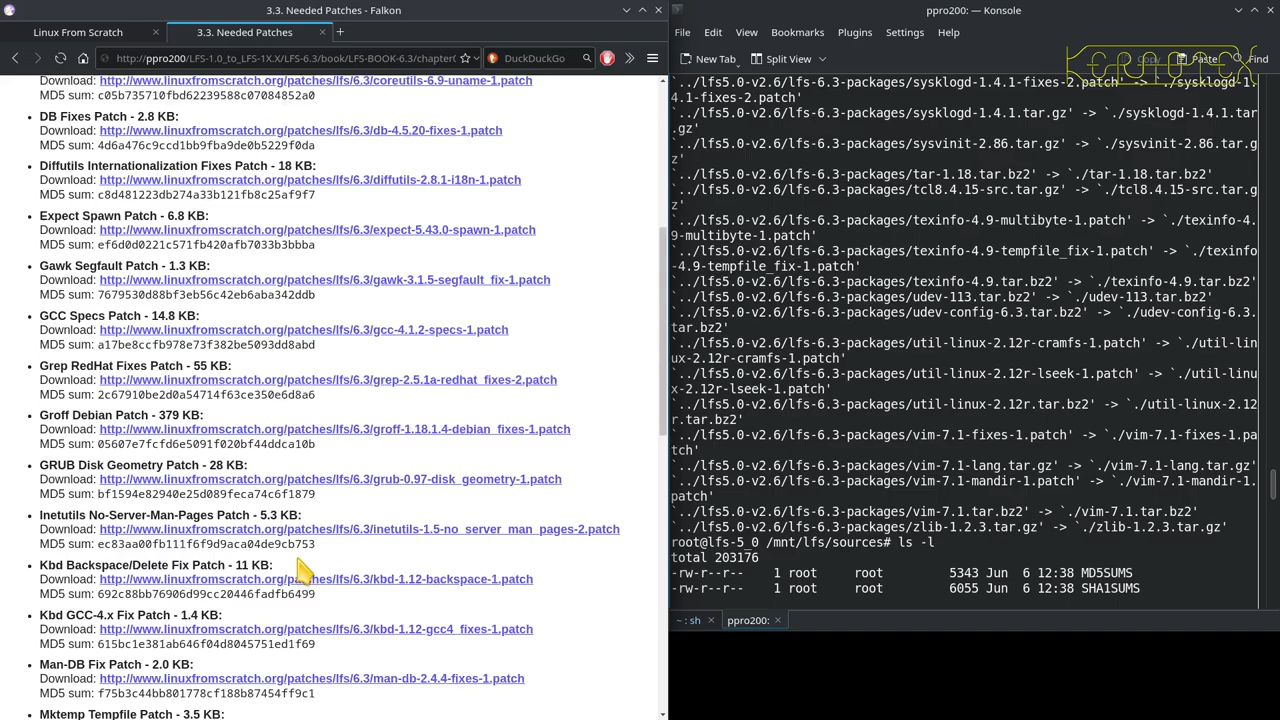 3.3. Needed Patches - Falkon
Linux From Scratch
3.3. Needed Patches
http://ppro200/LFS-1.0_to_LFS-1X.X/LFS-6.3/book/LFS-BOOK-6.3/chapter0
DuckDuckGo
Download: http://www.linuxfromscratch.org/patches/lfs/6.3/coreutils-6.9-uname-1.patch
MD5 sum: c05b735710fbd62239588c07084852a0
DB Fixes Patch - 2.8 KB:
Download: http://www.linuxfromscratch.org/patches/lfs/6.3/db-4.5.20-fixes-1.patch
MD5 sum: 4d6a476c9ccd1bb9fba9de0b5229f0da
Diffutils Internationalization Fixes Patch - 18 KB:
Download: http://www.linuxfromscratch.org/patches/lfs/6.3/diffutils-2.8.1-i18n-1.patch
MD5 sum: c8d481223db274a33b121fb8c25af9f7
Expect Spawn Patch - 6.8 KB:
Download: http://www.linuxfromscratch.org/patches/lfs/6.3/expect-5.43.0-spawn-1.patch
MD5 sum: ef6d0d0221c571fb420afb7033b3bbba
Gawk Segfault Patch - 1.3 KB:
Download: http://www.linuxfromscratch.org/patches/lfs/6.3/gawk-3.1.5-segfault_fix-1.patch
MD5 sum: 7679530d88bf3eb56c42eb6aba342ddb
GCC Specs Patch - 14.8 KB:
Download: http://www.linuxfromscratch.org/patches/lfs/6.3/gcc-4.1.2-specs-1.patch
MD5 sum: a17be8ccfb978e73f382be5093dd8abd
Grep RedHat Fixes Patch - 55 KB:
Download: http://www.linuxfromscratch.org/patches/lfs/6.3/grep-2.5.1a-redhat_fixes-2.patch
MD5 sum: 2c67910be2d0a54714f63ce350e6d8a6
Groff Debian Patch - 379 KB:
Download: http://www.linuxfromscratch.org/patches/lfs/6.3/groff-1.18.1.4-debian_fixes-1.patch
MD5 sum: 05607e7fcfd6e5091f020bf44ddca10b
GRUB Disk Geometry Patch - 28 KB:
Download: http://www.linuxfromscratch.org/patches/lfs/6.3/grub-0.97-disk_geometry-1.patch
MD5 sum: bf1594e82940e25d089feca74c6f1879
Inetutils No-Server-Man-Pages Patch - 5.3 KB:
Download: http://www.linuxfromscratch.org/patches/lfs/6.3/inetutils-1.5-no_server_man_pages-2.patch
MD5 sum: ec83aa00fb111f6f9d9aca04de9cb753
Kbd Backspace/Delete Fix Patch - 11 KB:
Download: http://www.linuxfromscratch.org/patches/lfs/6.3/kbd-1.12-backspace-1.patch
MD5 sum: 692c88bb76906d99cc20446fadfb6499
Kbd GCC-4.x Fix Patch - 1.4 KB:
Download: http://www.linuxfromscratch.org/patches/lfs/6.3/kbd-1.12-gcc4_fixes-1.patch
MD5 sum: 615bc1e381ab646f04d8045751ed1f69
Man-DB Fix Patch - 2.0 KB:
Download: http://www.linuxfromscratch.org/patches/lfs/6.3/man-db-2.4.4-fixes-1.patch
MD5 sum: f75b3c44bb801778cf188b87454ff9c1
Mktemp Tempfile Patch - 3.5 KB:
ppro200: — Konsole
File Edit View Bookmarks Plugins Settings Help
New Tab Split View Copy Paste Find
`../lfs5.0-v2.6/lfs-6.3-packages/sysklogd-1.4.1-fixes-2.patch' -> `./sysklogd-1.
4.1-fixes-2.patch'
`../lfs5.0-v2.6/lfs-6.3-packages/sysklogd-1.4.1.tar.gz' -> `./sysklogd-1.4.1.tar
.gz'
`../lfs5.0-v2.6/lfs-6.3-packages/sysvinit-2.86.tar.gz' -> `./sysvinit-2.86.tar.g
z'
`../lfs5.0-v2.6/lfs-6.3-packages/tar-1.18.tar.bz2' -> `./tar-1.18.tar.bz2'
`../lfs5.0-v2.6/lfs-6.3-packages/tcl8.4.15-src.tar.gz' -> `./tcl8.4.15-src.tar.g
z'
`../lfs5.0-v2.6/lfs-6.3-packages/texinfo-4.9-multibyte-1.patch' -> `./texinfo-4.
9-multibyte-1.patch'
`../lfs5.0-v2.6/lfs-6.3-packages/texinfo-4.9-tempfile_fix-1.patch' -> `./texinfo
-4.9-tempfile_fix-1.patch'
`../lfs5.0-v2.6/lfs-6.3-packages/texinfo-4.9.tar.bz2' -> `./texinfo-4.9.tar.bz2'
`../lfs5.0-v2.6/lfs-6.3-packages/udev-113.tar.bz2' -> `./udev-113.tar.bz2'
`../lfs5.0-v2.6/lfs-6.3-packages/udev-config-6.3.tar.bz2' -> `./udev-config-6.3.
tar.bz2'
`../lfs5.0-v2.6/lfs-6.3-packages/util-linux-2.12r-cramfs-1.patch' -> `./util-lin
ux-2.12r-cramfs-1.patch'
`../lfs5.0-v2.6/lfs-6.3-packages/util-linux-2.12r-lseek-1.patch' -> `./util-linu
x-2.12r-lseek-1.patch'
`../lfs5.0-v2.6/lfs-6.3-packages/util-linux-2.12r.tar.bz2' -> `./util-linux-2.12
r.tar.bz2'
`../lfs5.0-v2.6/lfs-6.3-packages/vim-7.1-fixes-1.patch' -> `./vim-7.1-fixes-1.pa
tch'
`../lfs5.0-v2.6/lfs-6.3-packages/vim-7.1-lang.tar.gz' -> `./vim-7.1-lang.tar.gz'
`../lfs5.0-v2.6/lfs-6.3-packages/vim-7.1-mandir-1.patch' -> `./vim-7.1-mandir-1.
patch'
`../lfs5.0-v2.6/lfs-6.3-packages/vim-7.1.tar.bz2' -> `./vim-7.1.tar.bz2'
`../lfs5.0-v2.6/lfs-6.3-packages/zlib-1.2.3.tar.gz' -> `./zlib-1.2.3.tar.gz'
root@lfs-5_0 /mnt/lfs/sources# ls -l
total 203176
-rw-r--r-- 1 root root 5343 Jun 6 12:38 MD5SUMS
-rw-r--r-- 1 root root 6055 Jun 6 12:38 SHA1SUMS
~ : sh
ppro200: